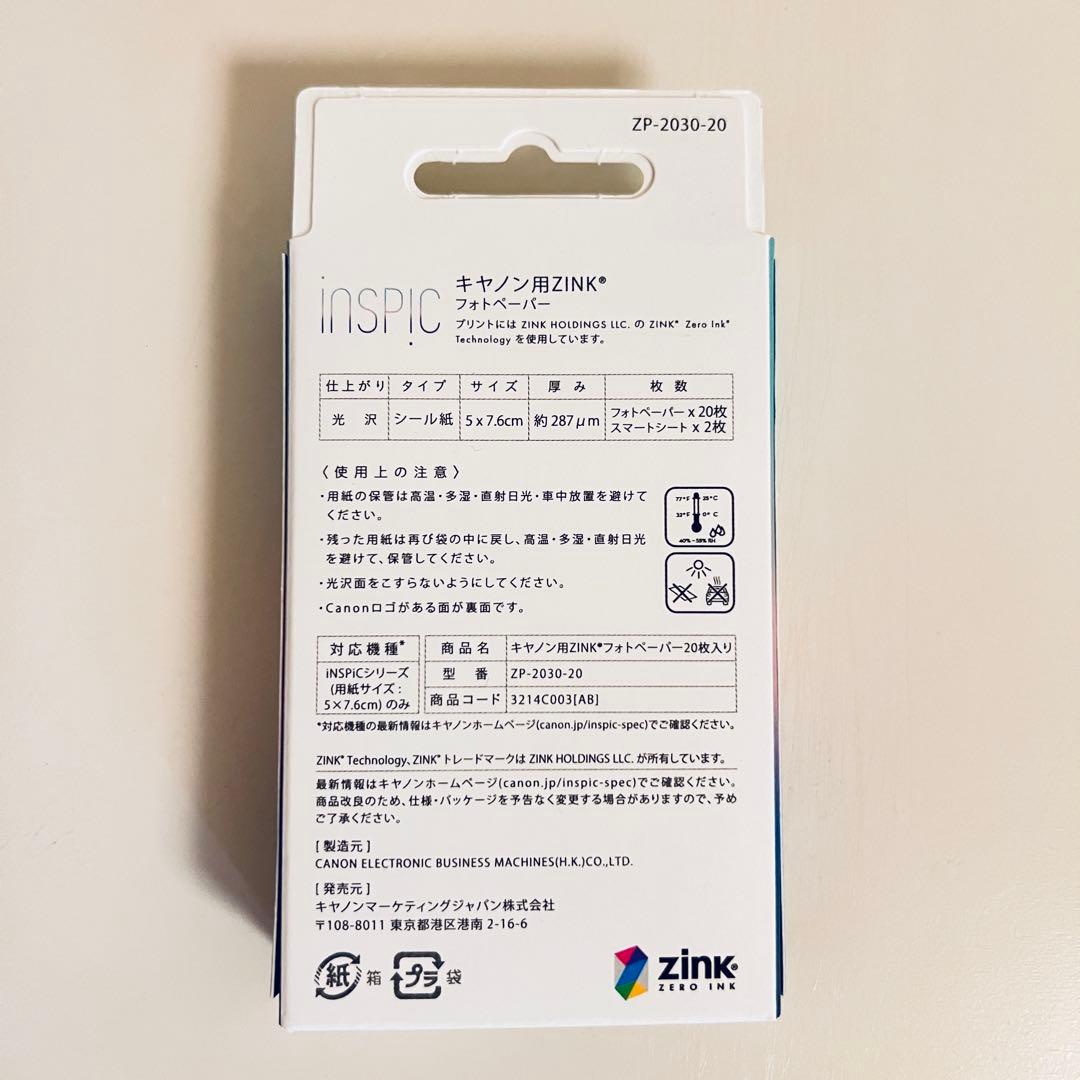 ZP-2030-20
iNSPiC
キヤノン用ZINK®
フォトペーパー
プリントには ZINK HOLDINGS LLC. の ZINK® Zero Ink®
Technology を使用しています。
仕上がり タイプ サイズ 厚み 枚数
光沢 シール紙 5 x 7.6cm 約 287μm フォトペーパー x 20枚
スマートシート x 2枚
〈使用上の注意〉
・用紙の保管は高温・多湿・直射日光・車中放置を避けて
ください。
・残った用紙は再び袋の中に戻し、高温・多湿・直射日光
を避けて、保管してください。
・光沢面をこすらないようにしてください。
・Canonロゴがある面が裏面です。
77°F 25°C
32°F 0°C
40% - 55% RH
対応機種*
iNSPiCシリーズ
(用紙サイズ:
5×7.6cm) のみ
商品名 キヤノン用ZINK®フォトペーパー20枚入り
型番 ZP-2030-20
商品コード 3214C003[AB]
*対応機種の最新情報はキヤノンホームページ(canon.jp/inspic-spec)でご確認ください。
ZINK® Technology、ZINK® トレードマークは ZINK HOLDINGS LLC. が所有しています。
最新情報はキヤノンホームページ(canon.jp/inspic-spec)でご確認ください。
商品改良のため、仕様・パッケージを予告なく変更する場合がありますので、予め
ご了承ください。
[ 製造元 ]
CANON ELECTRONIC BUSINESS MACHINES(H.K.)CO.,LTD.
[ 発売元 ]
キヤノンマーケティングジャパン株式会社
〒108-8011 東京都港区港南 2-16-6
紙 箱 プラ 袋
zink®
ZERO INK